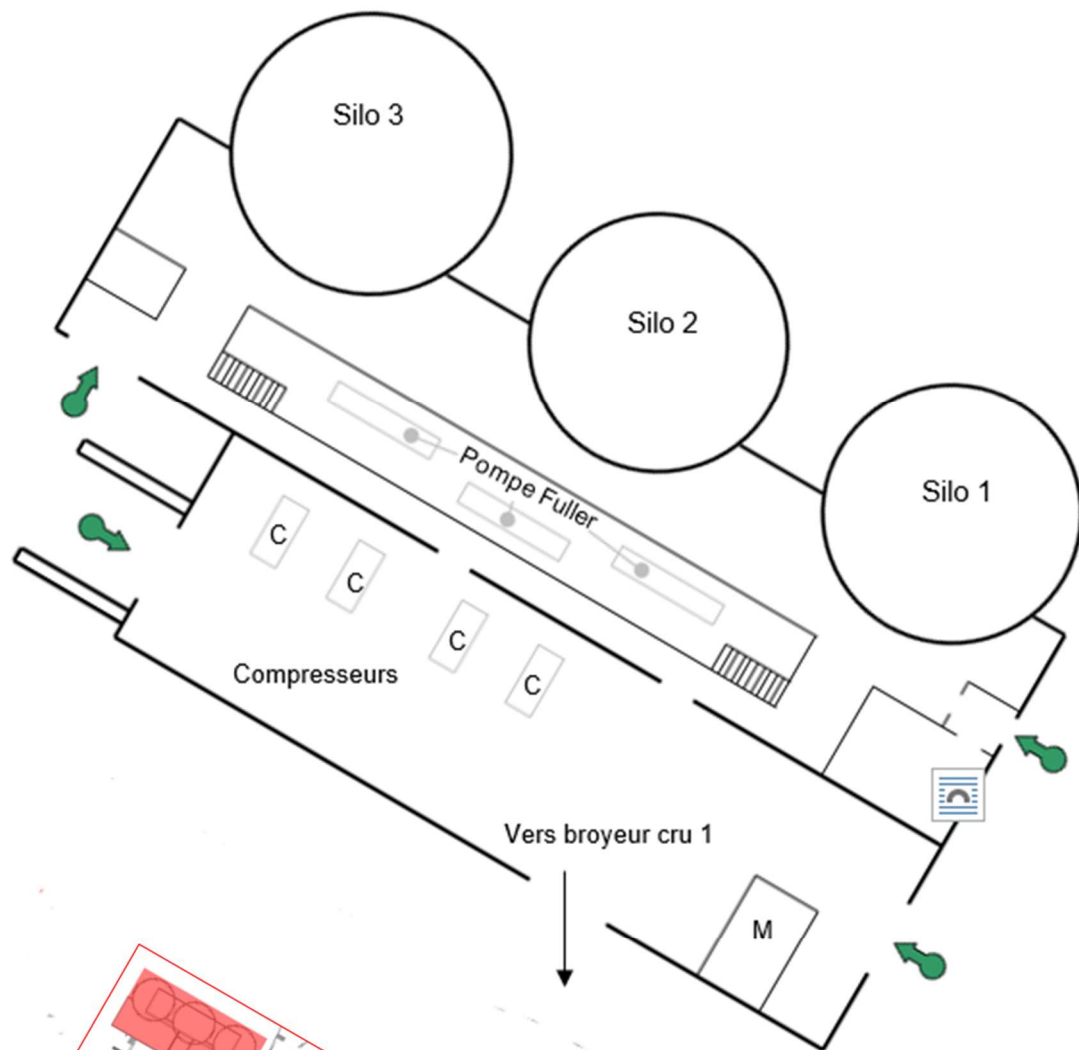 Silo 3
Silo 2
Silo 1
Pompe Fuller
C
C
C
C
Compresseurs
Vers broyeur cru 1
M